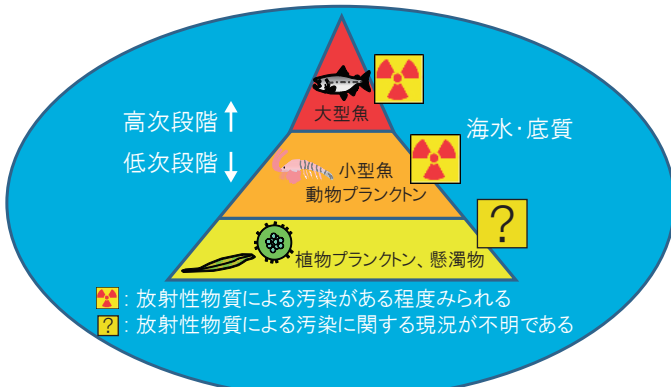 大型魚
高次段階
海水・底質
低次段階
小型魚
動物プランクトン
?
植物プランクトン、懸濁物
: 放射性物質による汚染がある程度みられる
? : 放射性物質による汚染に関する現況が不明である